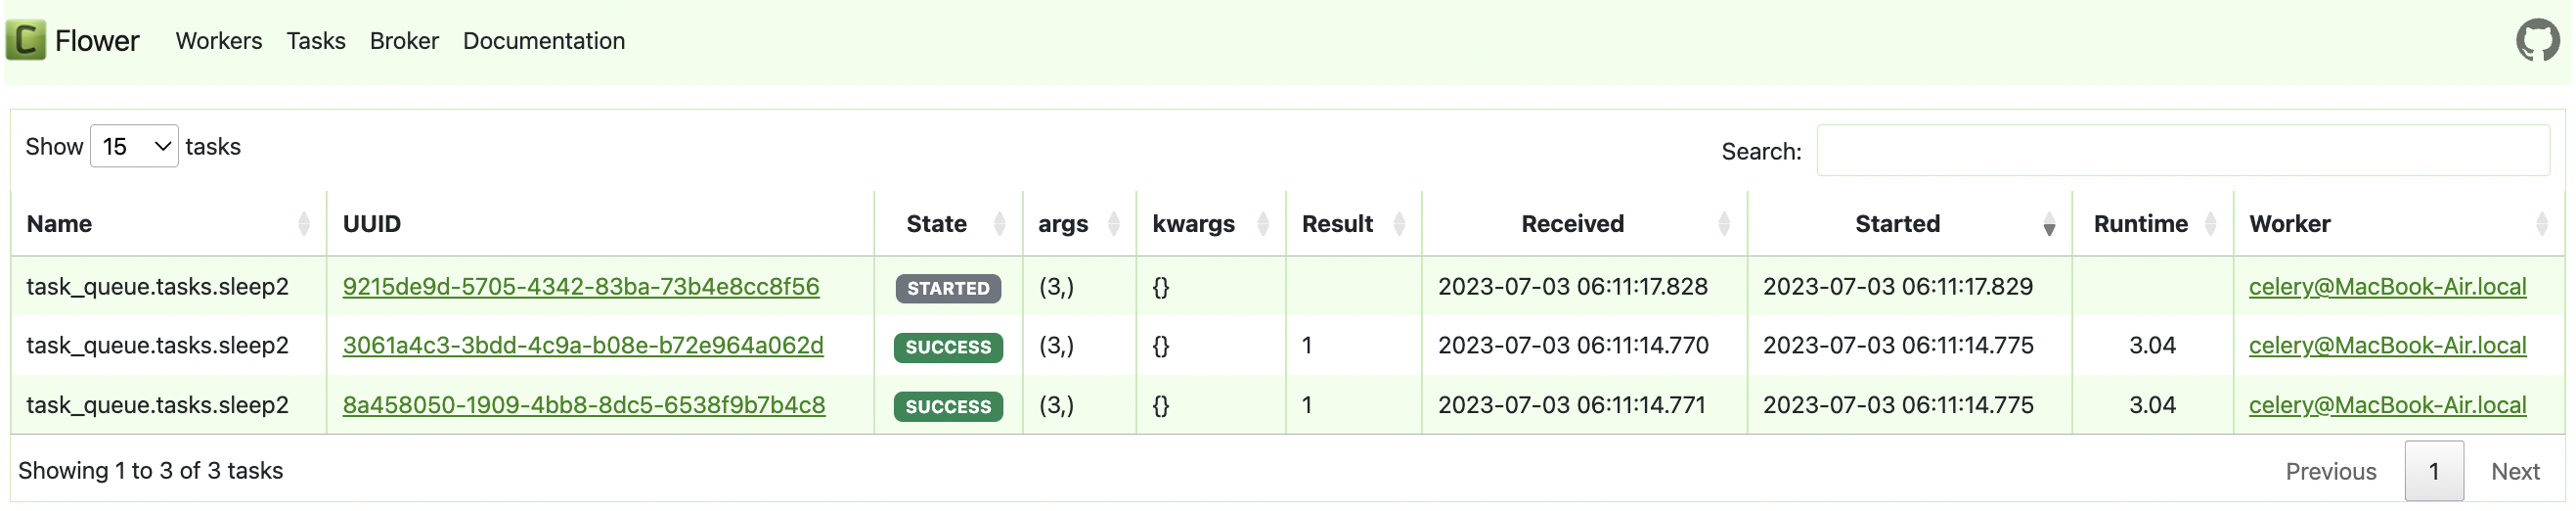 C Flower Workers Tasks Broker Documentation
Show 15 tasks Search:
Name UUID State args kwargs Result Received Started Runtime Worker
task_queue.tasks.sleep2 9215de9d-5705-4342-83ba-73b4e8cc8f56 STARTED (3,) {} 2023-07-03 06:11:17.828 2023-07-03 06:11:17.829 celery@MacBook-Air.local
task_queue.tasks.sleep2 3061a4c3-3bdd-4c9a-b08e-b72e964a062d SUCCESS (3,) {} 1 2023-07-03 06:11:14.770 2023-07-03 06:11:14.775 3.04 celery@MacBook-Air.local
task_queue.tasks.sleep2 8a458050-1909-4bb8-8dc5-6538f9b7b4c8 SUCCESS (3,) {} 1 2023-07-03 06:11:14.771 2023-07-03 06:11:14.775 3.04 celery@MacBook-Air.local
Showing 1 to 3 of 3 tasks Previous 1 Next